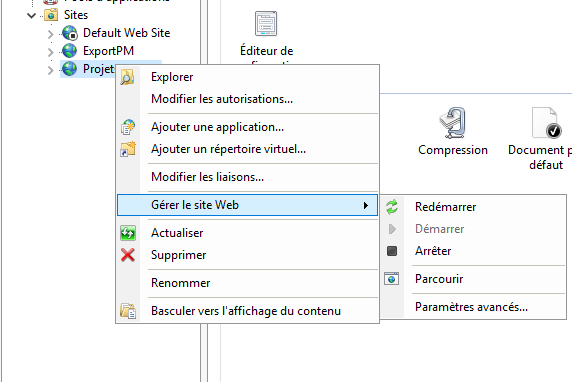 Sites
Default Web Site
ExportPM
Projet
Éditeur de
Explorer
Modifier les autorisations...
Ajouter une application...
Ajouter un répertoire virtuel...
Modifier les liaisons...
Gérer le site Web
Actualiser
Supprimer
Renommer
Basculer vers l'affichage du contenu
Compression
Document p
défaut
Redémarrer
Démarrer
Arrêter
Parcourir
Paramètres avancés...